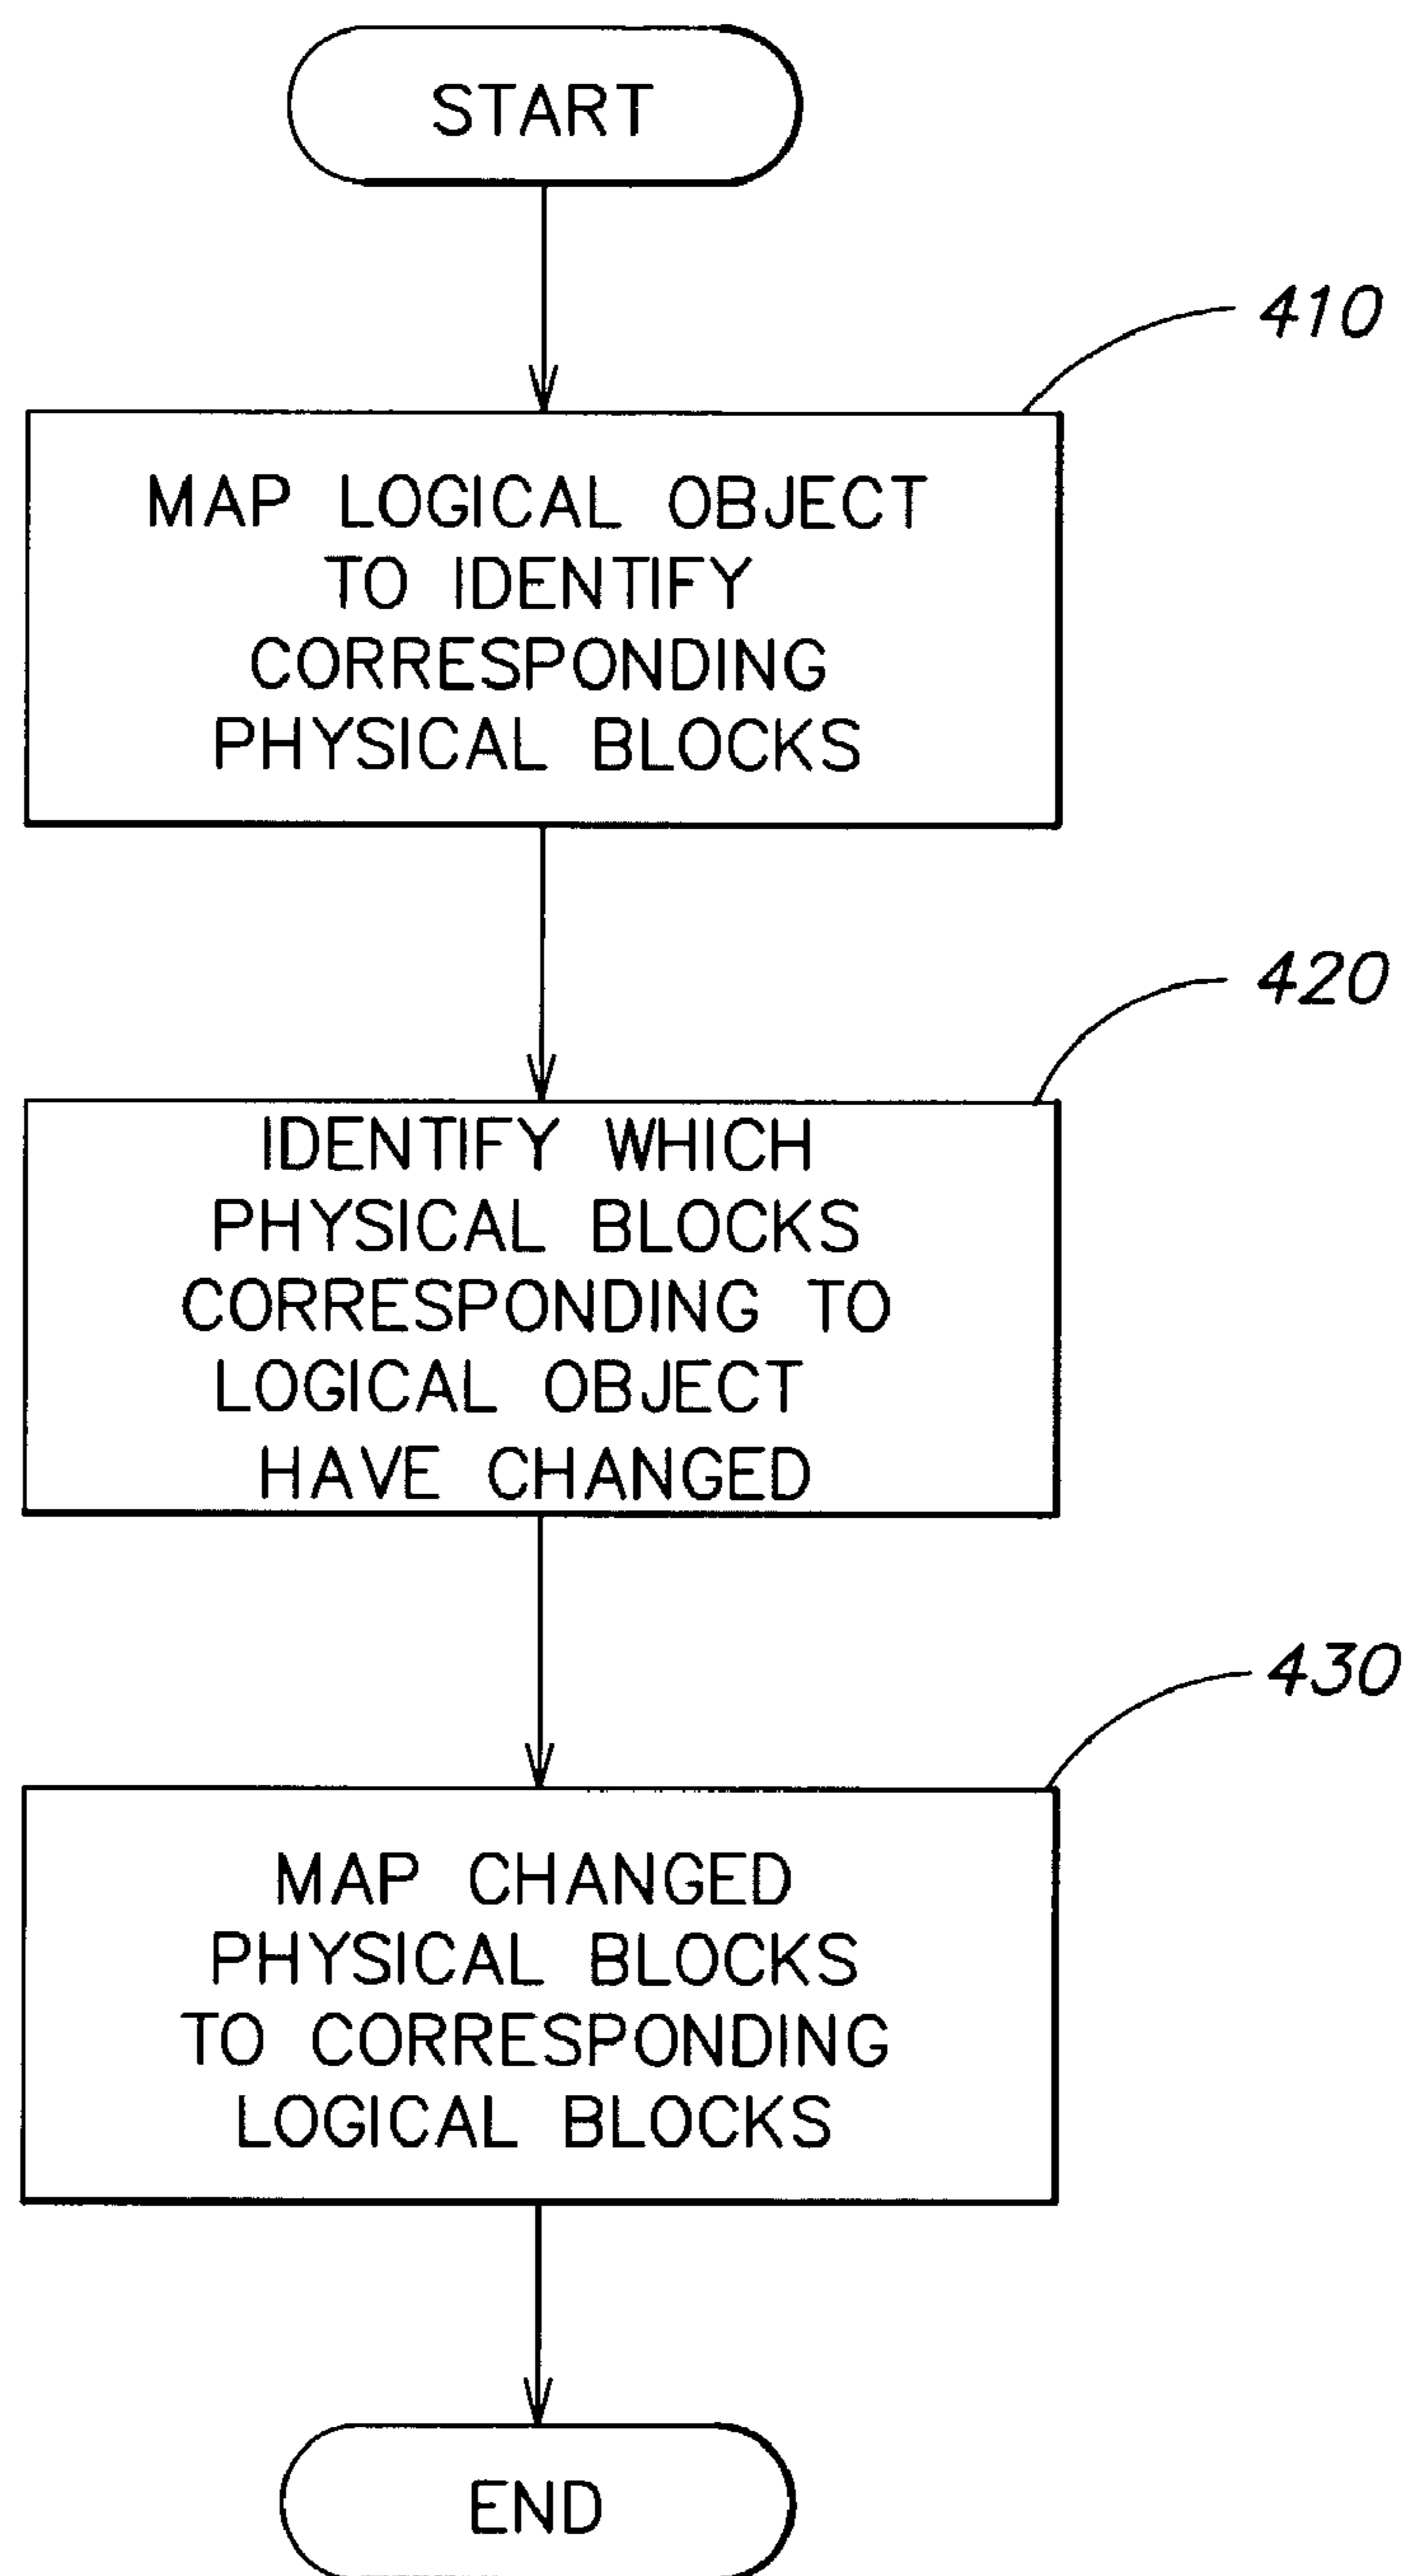 START
410
MAP LOGICAL OBJECT
TO IDENTIFY
CORRESPONDING
PHYSICAL BLOCKS
420
IDENTIFY WHICH
PHYSICAL BLOCKS
CORRESPONDING TO
LOGICAL OBJECT
HAVE CHANGED
430
MAP CHANGED
PHYSICAL BLOCKS
TO CORRESPONDING
LOGICAL BLOCKS
END